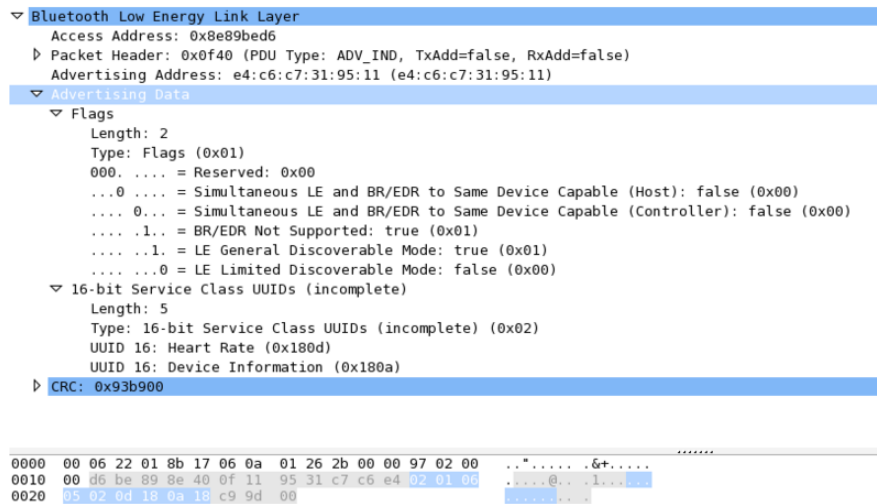 Bluetooth Low Energy Link Layer
Access Address: 0x8e89bed6
Packet Header: 0x0f40 (PDU Type: ADV_IND, TxAdd=false, RxAdd=false)
Advertising Address: e4:c6:c7:31:95:11 (e4:c6:c7:31:95:11)
Advertising Data
Flags
Length: 2
Type: Flags (0x01)
000. .... = Reserved: 0x00
...0 .... = Simultaneous LE and BR/EDR to Same Device Capable (Host): false (0x00)
.... 0... = Simultaneous LE and BR/EDR to Same Device Capable (Controller): false (0x00)
.... .1.. = BR/EDR Not Supported: true (0x01)
.... ..1. = LE General Discoverable Mode: true (0x01)
.... ...0 = LE Limited Discoverable Mode: false (0x00)
16-bit Service Class UUIDs (incomplete)
Length: 5
Type: 16-bit Service Class UUIDs (incomplete) (0x02)
UUID 16: Heart Rate (0x180d)
UUID 16: Device Information (0x180a)
CRC: 0x93b900
0000 00 06 22 01 8b 17 06 0a 01 26 2b 00 00 97 02 00 .."..... .&+.....
0010 00 d6 be 89 8e 40 0f 11 95 31 c7 c6 e4 02 01 06 .....@.. .1......
0020 05 02 0d 18 0a 18 c9 9d 00 ........ .